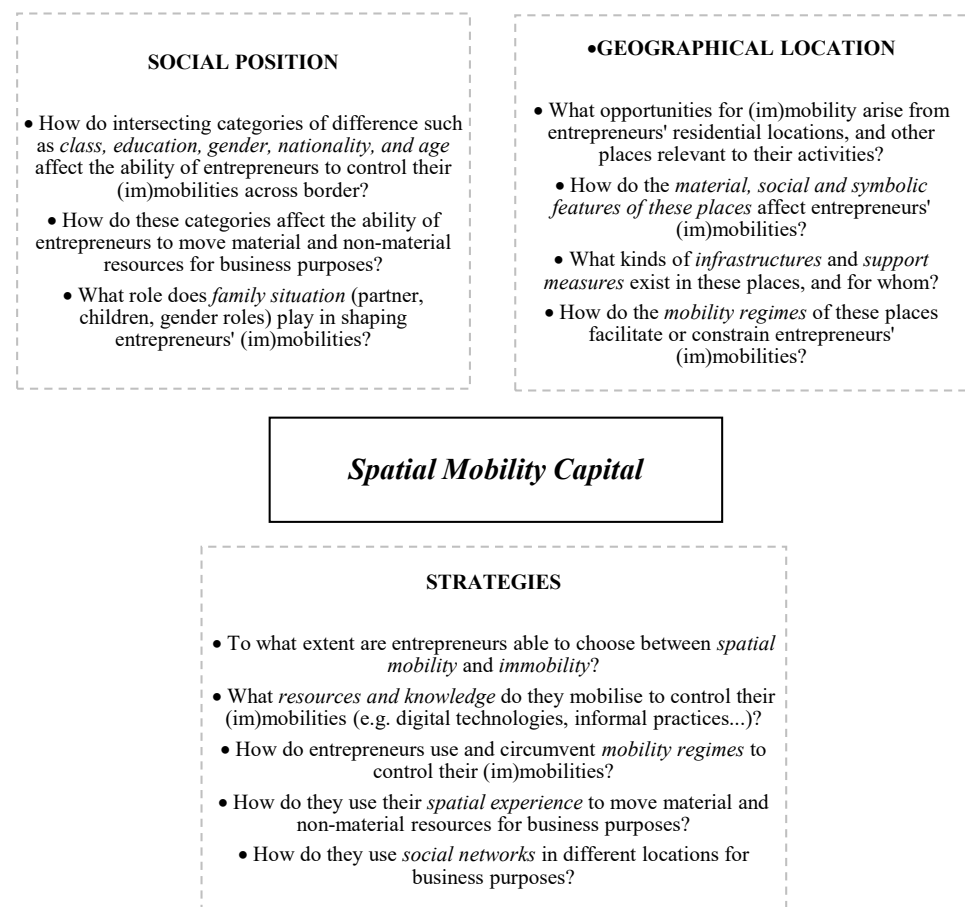 SOCIAL POSITION
• How do intersecting categories of difference such
as class, education, gender, nationality, and age
affect the ability of entrepreneurs to control their
(im)mobilities across border?
• How do these categories affect the ability of
entrepreneurs to move material and non-material
resources for business purposes?
• What role does family situation (partner,
children, gender roles) play in shaping
entrepreneurs' (im)mobilities?
•GEOGRAPHICAL LOCATION
• What opportunities for (im)mobility arise from
entrepreneurs' residential locations, and other
places relevant to their activities?
• How do the material, social and symbolic
features of these places affect entrepreneurs'
(im)mobilities?
• What kinds of infrastructures and support
measures exist in these places, and for whom?
• How do the mobility regimes of these places
facilitate or constrain entrepreneurs'
(im)mobilities?
Spatial Mobility Capital
STRATEGIES
• To what extent are entrepreneurs able to choose between spatial
mobility and immobility?
• What resources and knowledge do they mobilise to control their
(im)mobilities (e.g. digital technologies, informal practices...)?
• How do entrepreneurs use and circumvent mobility regimes to
control their (im)mobilities?
• How do they use their spatial experience to move material and
non-material resources for business purposes?
• How do they use social networks in different locations for
business purposes?